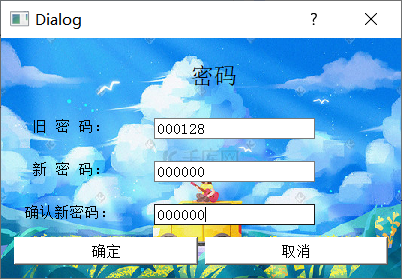 Dialog
密码
旧 密 码：
000128
新 密 码：
000000
确认新密码：
000000
确定
取消